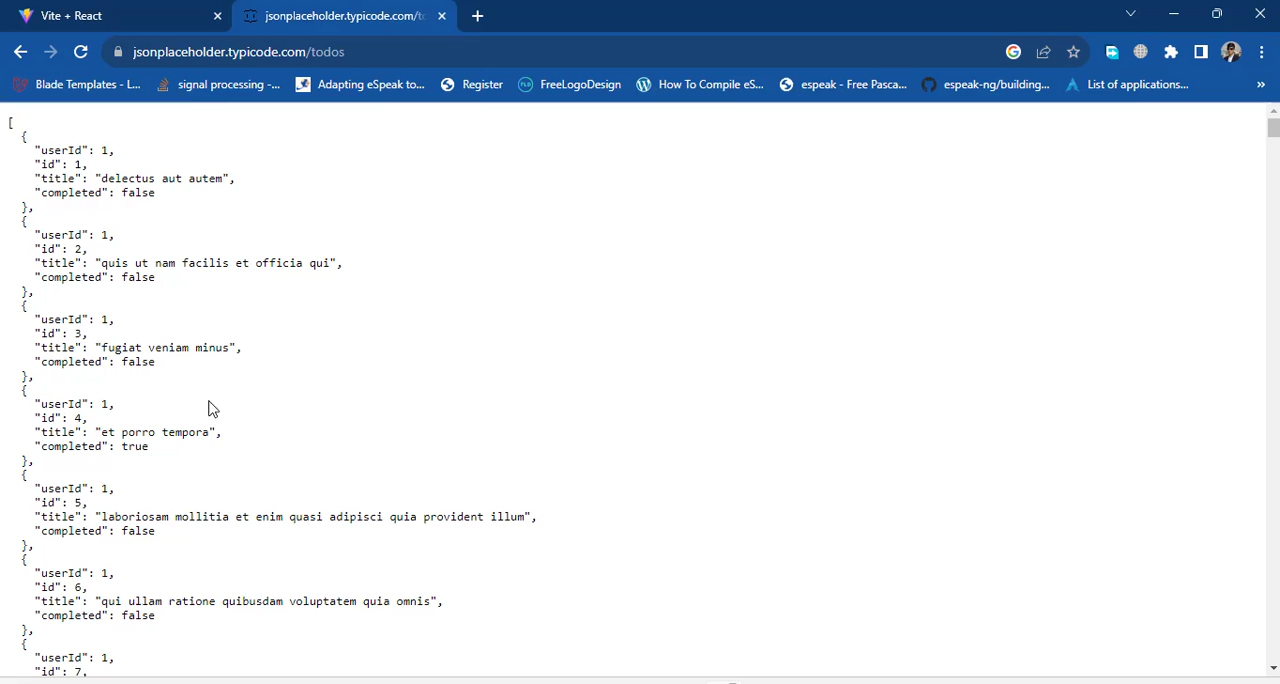 Vite + React
jsonplaceholder.typicode.com/to
jsonplaceholder.typicode.com/todos
Blade Templates - L...
signal processing -...
Adapting eSpeak to...
Register
FreeLogoDesign
How To Compile eS...
espeak - Free Pasca...
espeak-ng/building...
List of applications...
»
[
{
"userId": 1,
"id": 1,
"title": "delectus aut autem",
"completed": false
},
{
"userId": 1,
"id": 2,
"title": "quis ut nam facilis et officia qui",
"completed": false
},
{
"userId": 1,
"id": 3,
"title": "fugiat veniam minus",
"completed": false
},
{
"userId": 1,
"id": 4,
"title": "et porro tempora",
"completed": true
},
{
"userId": 1,
"id": 5,
"title": "laboriosam mollitia et enim quasi adipisci quia provident illum",
"completed": false
},
{
"userId": 1,
"id": 6,
"title": "qui ullam ratione quibusdam voluptatem quia omnis",
"completed": false
},
{
"userId": 1,
"id": 7,